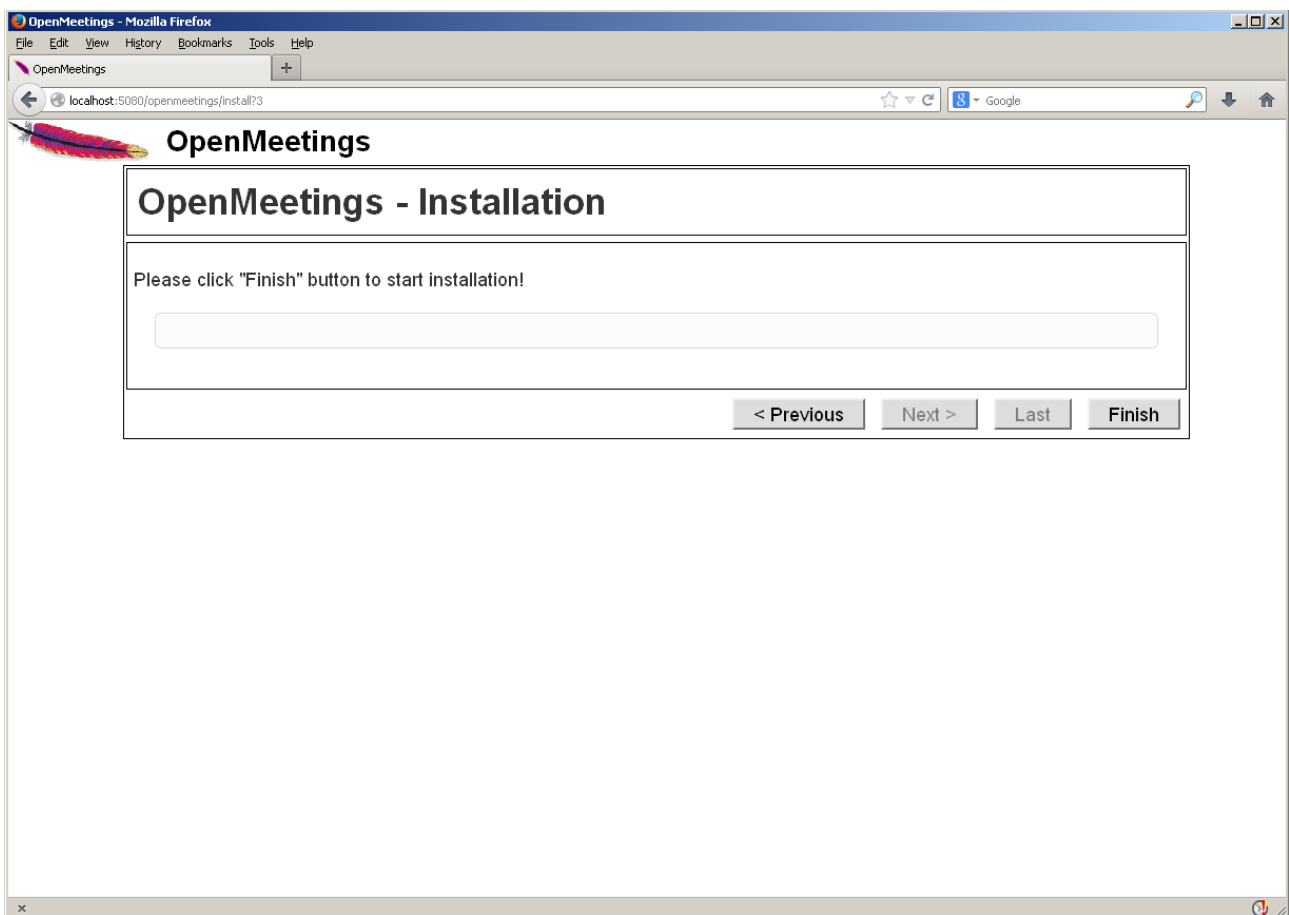 OpenMeetings - Mozilla Firefox
File Edit View History Bookmarks Tools Help
OpenMeetings
localhost:5080/openmeetings/install?3
Google
OpenMeetings
OpenMeetings - Installation
Please click "Finish" button to start installation!
< Previous Next > Last Finish